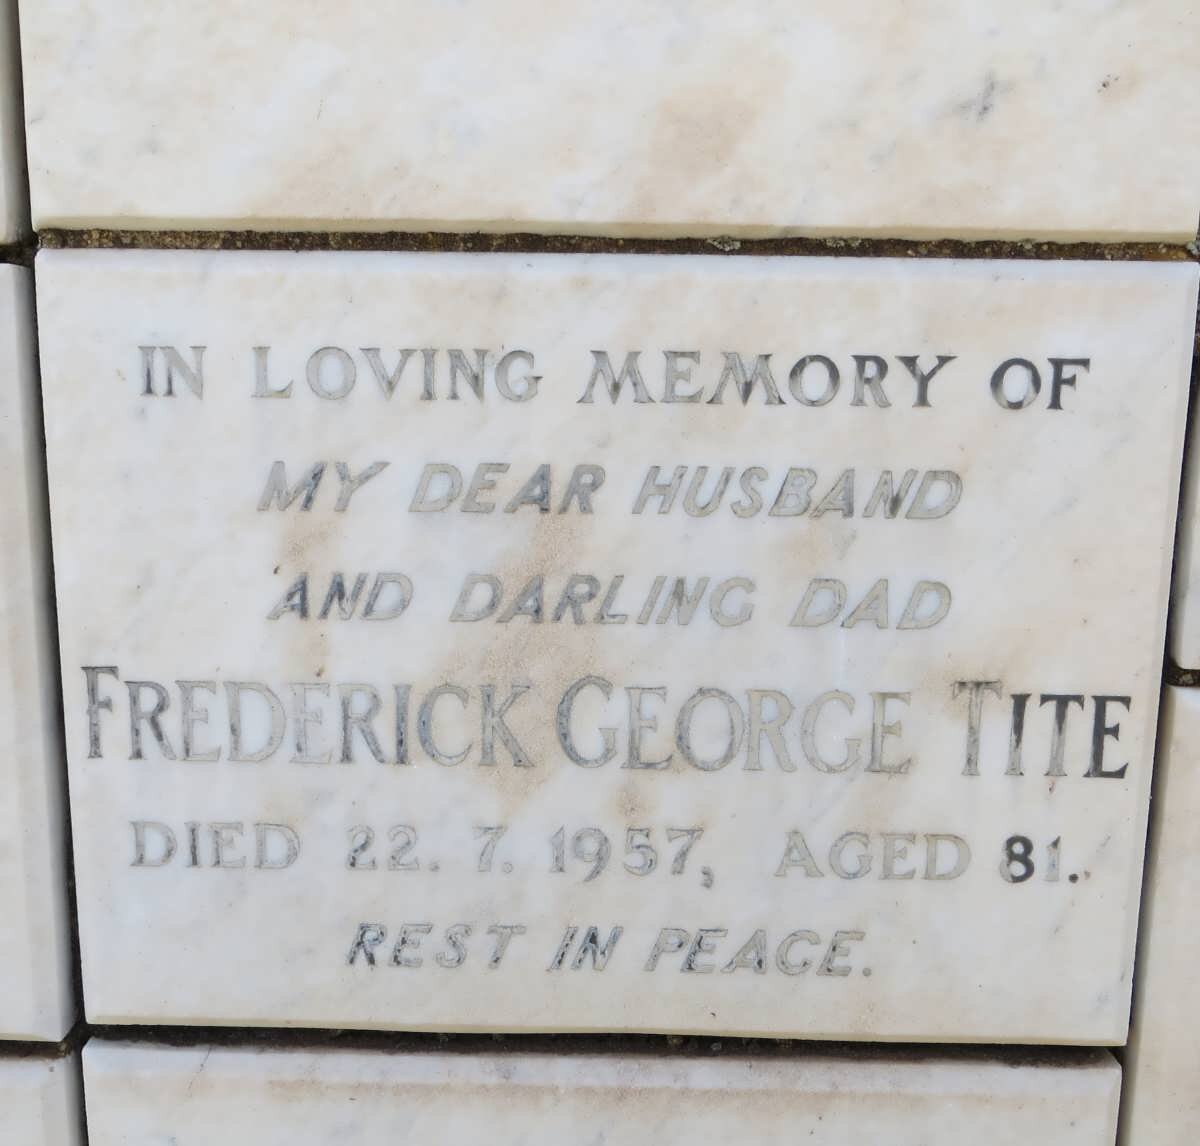 IN LOVING MEMORY OF
MY DEAR HUSBAND
AND DARLING DAD
FREDERICK GEORGE TITE
DIED 22. 7. 1957, AGED 81.
REST IN PEACE.